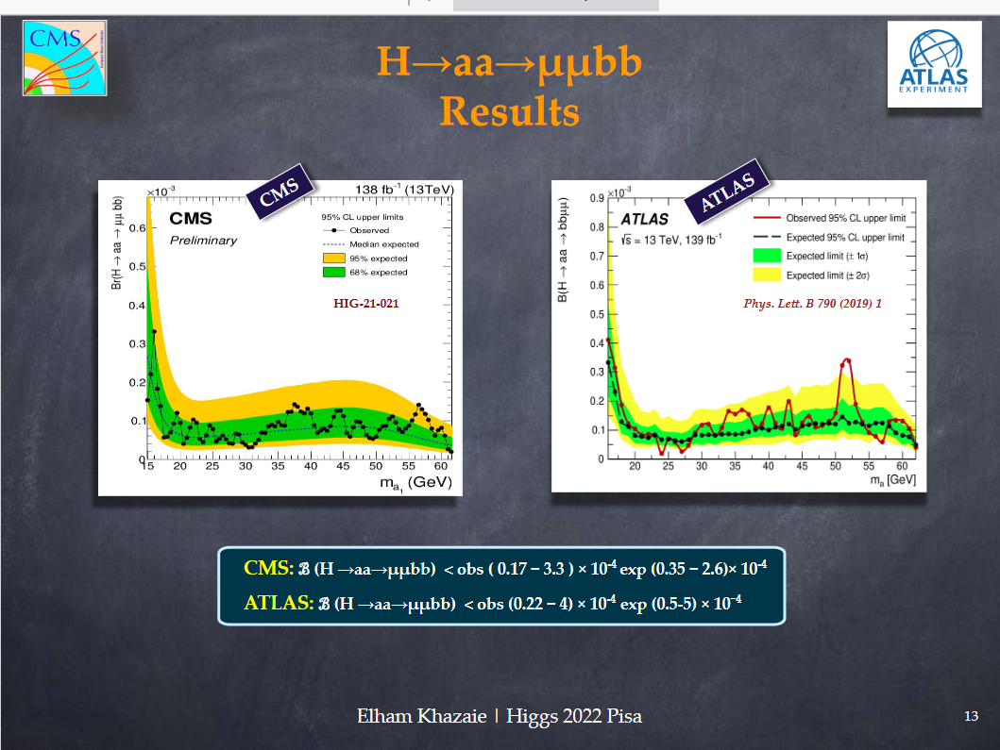 CMS
ATLAS
EXPERIMENT
H→aa→μμbb
Results
CMS
138 fb⁻¹ (13TeV)
×10⁻³
CMS
Preliminary
95% CL upper limits
Observed
Median expected
95% expected
68% expected
HIG-21-021
Br(H → aa → μμ bb)
0.6
0.5
0.4
0.3
0.2
0.1
0
15 20 25 30 35 40 45 50 55 60
mₐ₁ (GeV)
ATLAS
×10⁻³
ATLAS
√s = 13 TeV, 139 fb⁻¹
Observed 95% CL upper limit
Expected 95% CL upper limit
Expected limit (± 1σ)
Expected limit (± 2σ)
Phys. Lett. B 790 (2019) 1
B(H → aa → bbμμ)
0.9
0.8
0.7
0.6
0.5
0.4
0.3
0.2
0.1
0
20 25 30 35 40 45 50 55 60
mₐ [GeV]
CMS: ℬ (H →aa→μμbb) < obs ( 0.17 – 3.3 ) × 10⁻⁴ exp (0.35 – 2.6)× 10⁻⁴
ATLAS: ℬ (H →aa→μμbb) < obs (0.22 – 4) × 10⁻⁴ exp (0.5-5) × 10⁻⁴
Elham Khazaie | Higgs 2022 Pisa
13